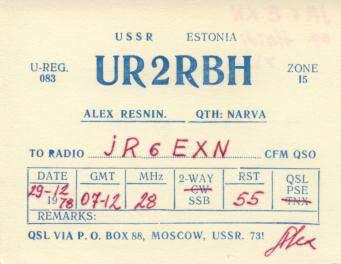 USSR ESTONIA
U-REG. 083 UR2RBH ZONE 15
ALEX RESNIN. QTH: NARVA
TO RADIO JR6EXN CFM QSO
DATE GMT MHz 2-WAY RST QSL
29-12 1978 07-12 28 CW SSB 55 PSE TNX
REMARKS:
QSL VIA P. O. BOX 88, MOSCOW, USSR. 73! Alex